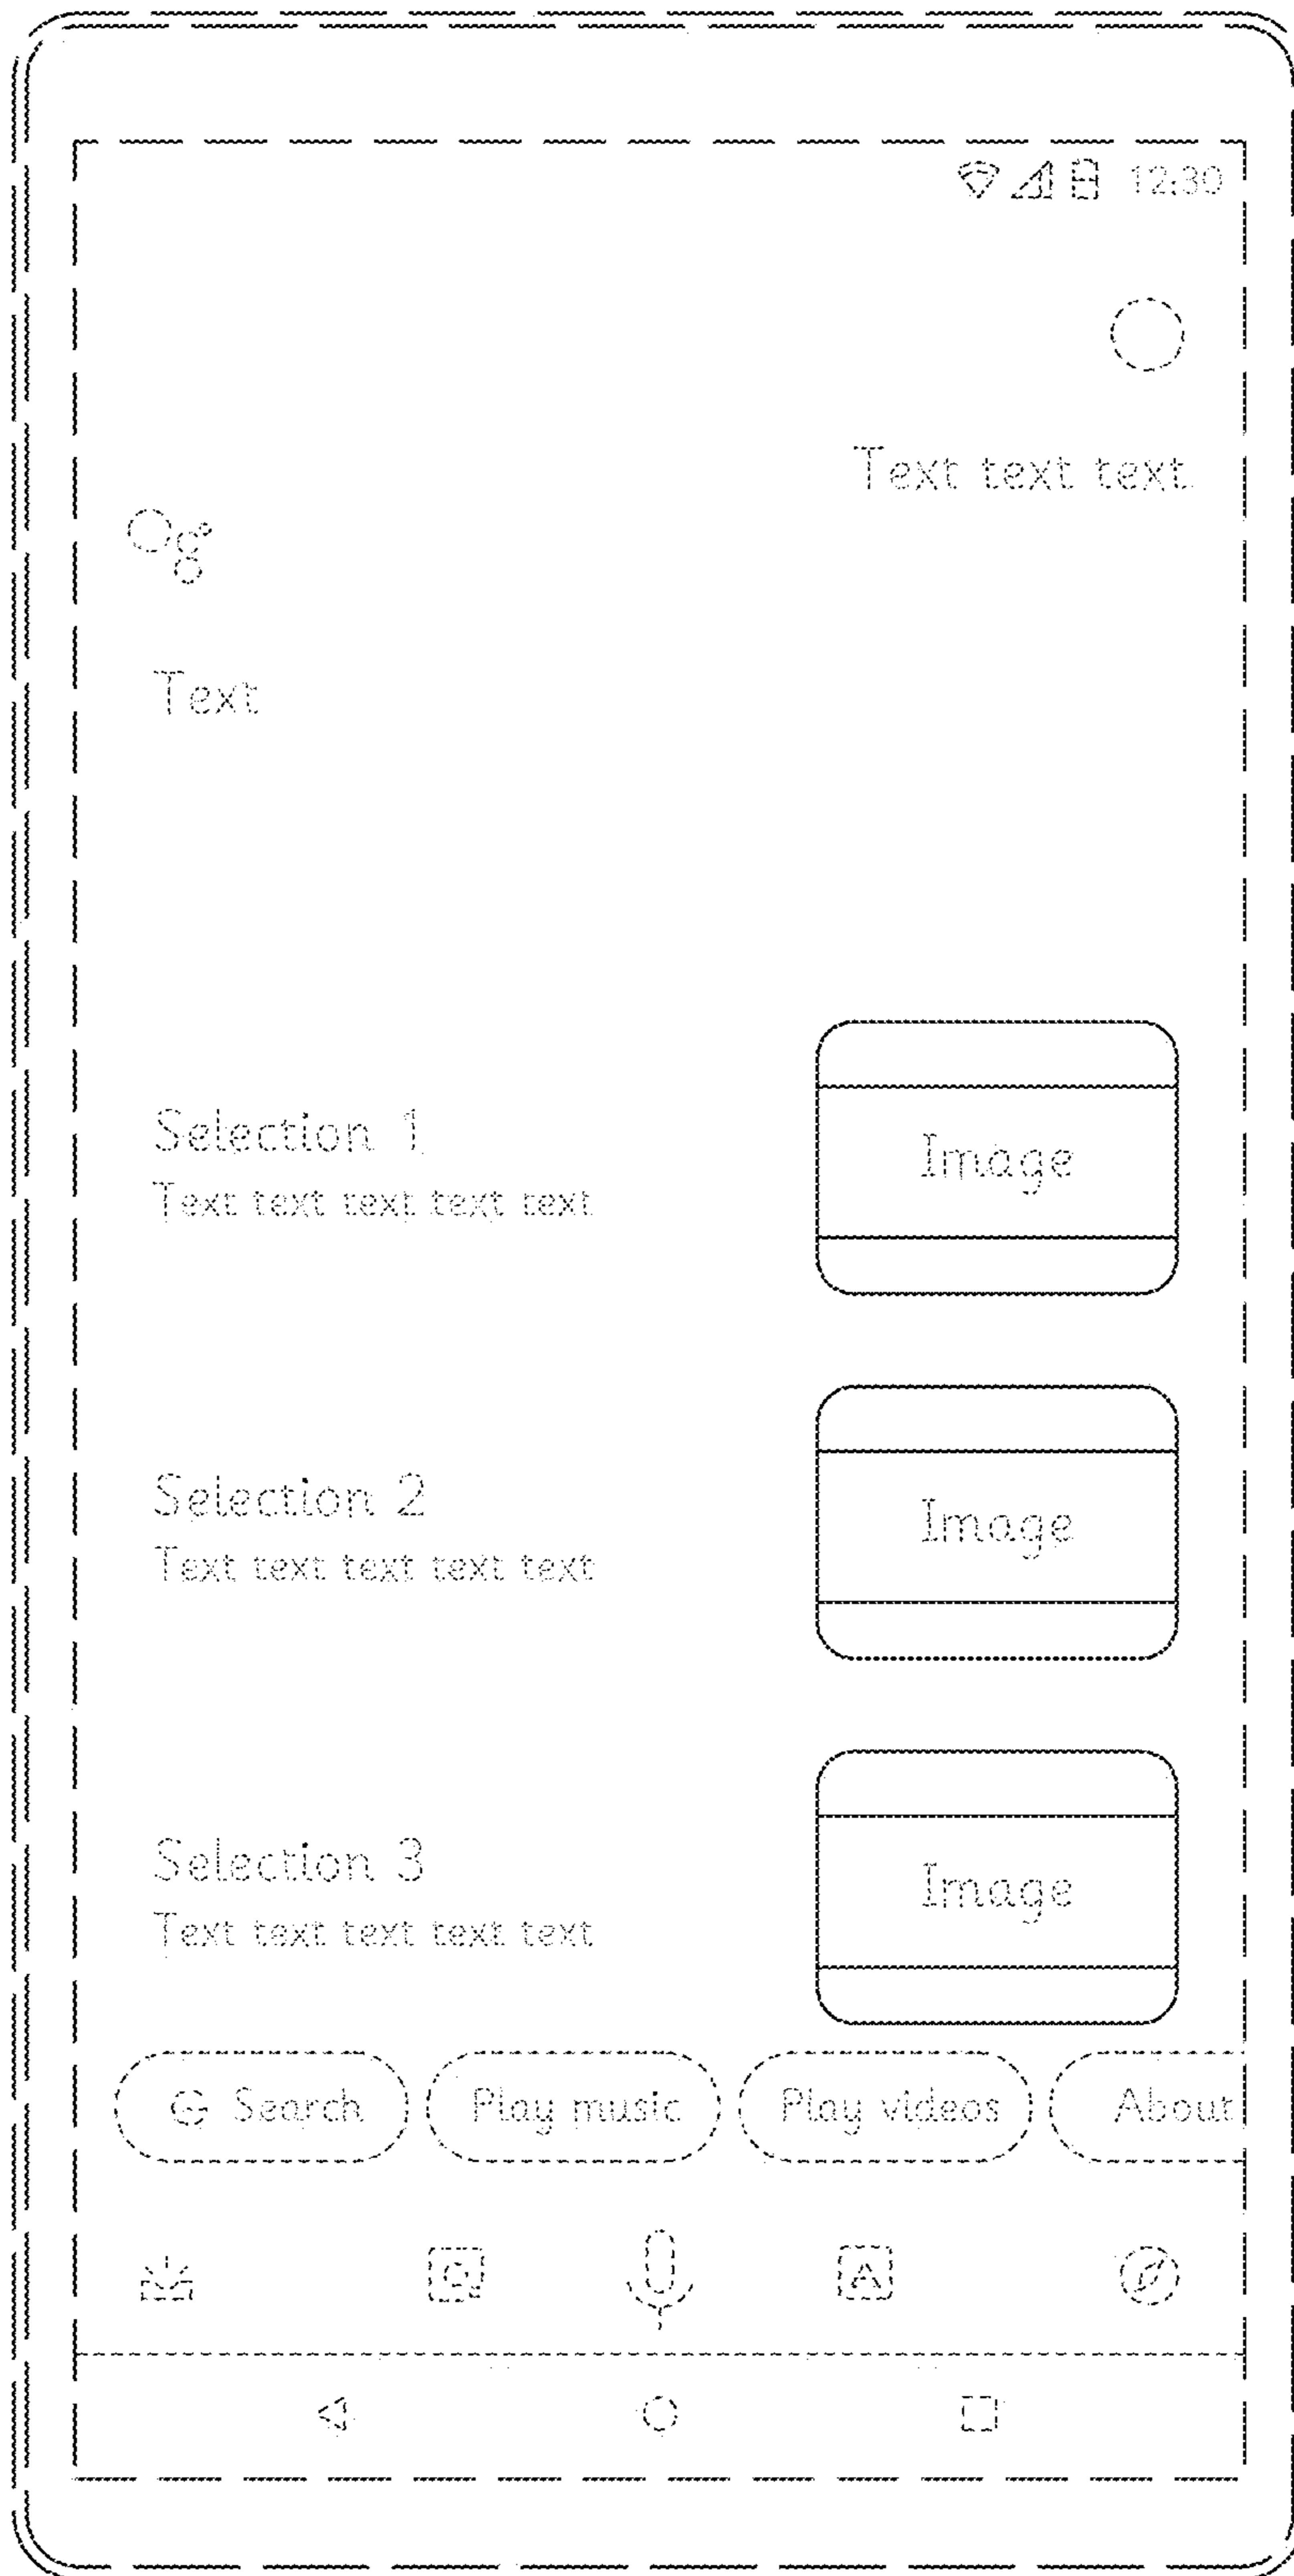 12:30
Text text text
Text
Selection 1
Text text text text text
Image
Selection 2
Text text text text text
Image
Selection 3
Text text text text text
Image
Search
Play music
Play videos
About
A